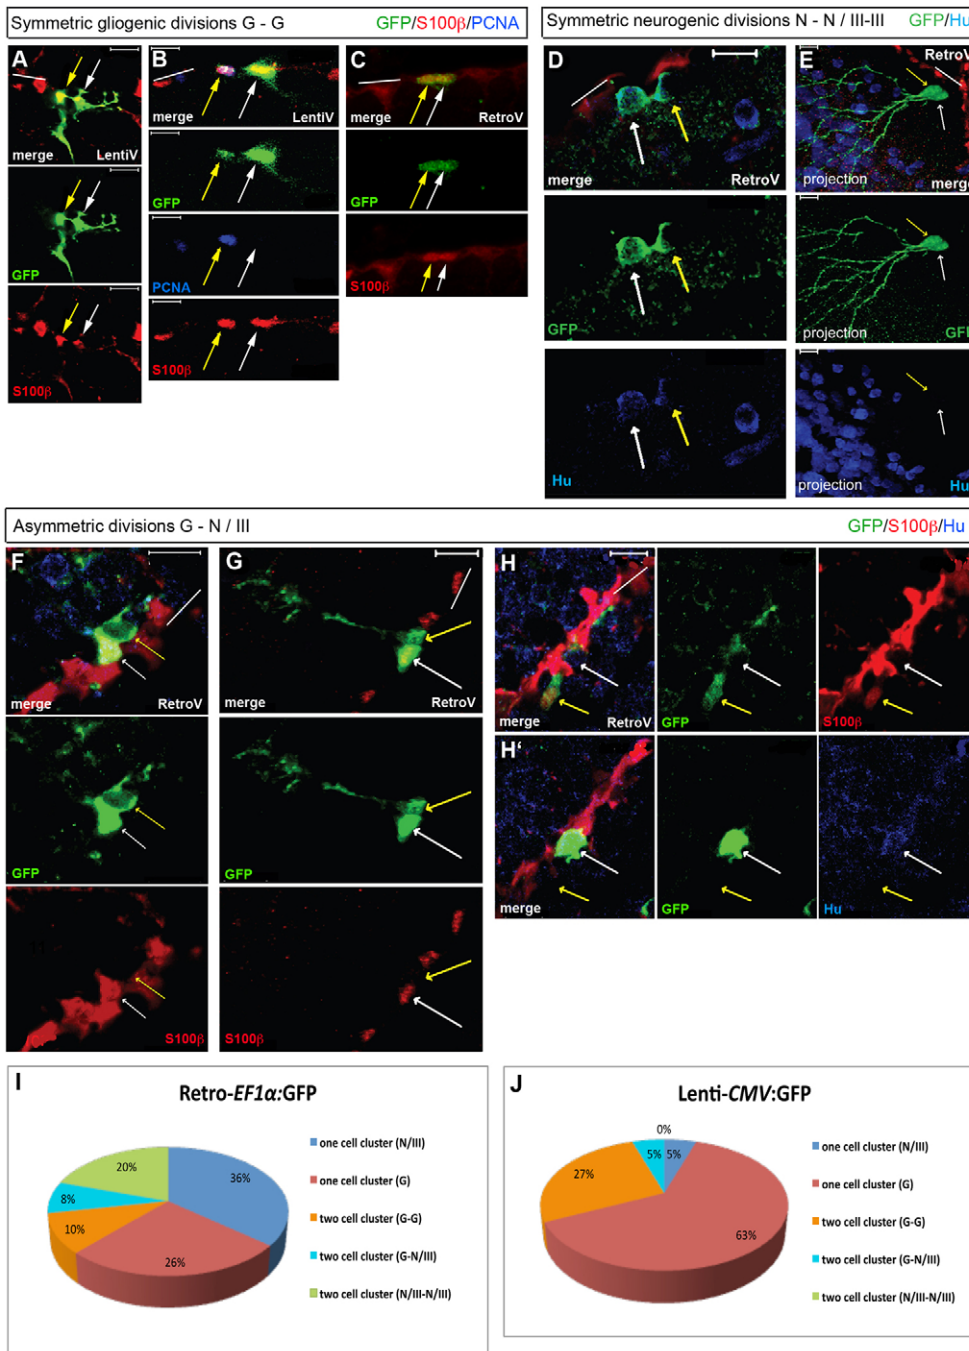 Symmetric gliogenic divisions G - G GFP/S100β/PCNA
Symmetric neurogenic divisions N - N / III-III GFP/Hu
A
merge LentiV
GFP
S100β
B
merge LentiV
GFP
PCNA
S100β
C
merge RetroV
GFP
S100β
D
merge RetroV
GFP
Hu
E RetroV
projection merge
projection GFP
projection Hu
Asymmetric divisions G - N / III GFP/S100β/Hu
F
merge RetroV
GFP
S100β
G
merge RetroV
GFP
S100β
H
merge RetroV
GFP
S100β
H'
merge
GFP
Hu
I
Retro-EF1α:GFP
36%
26%
10%
8%
20%
one cell cluster (N/III)
one cell cluster (G)
two cell cluster (G-G)
two cell cluster (G-N/III)
two cell cluster (N/III-N/III)
J
Lenti-CMV:GFP
0%
5%
5%
27%
63%
one cell cluster (N/III)
one cell cluster (G)
two cell cluster (G-G)
two cell cluster (G-N/III)
two cell cluster (N/III-N/III)